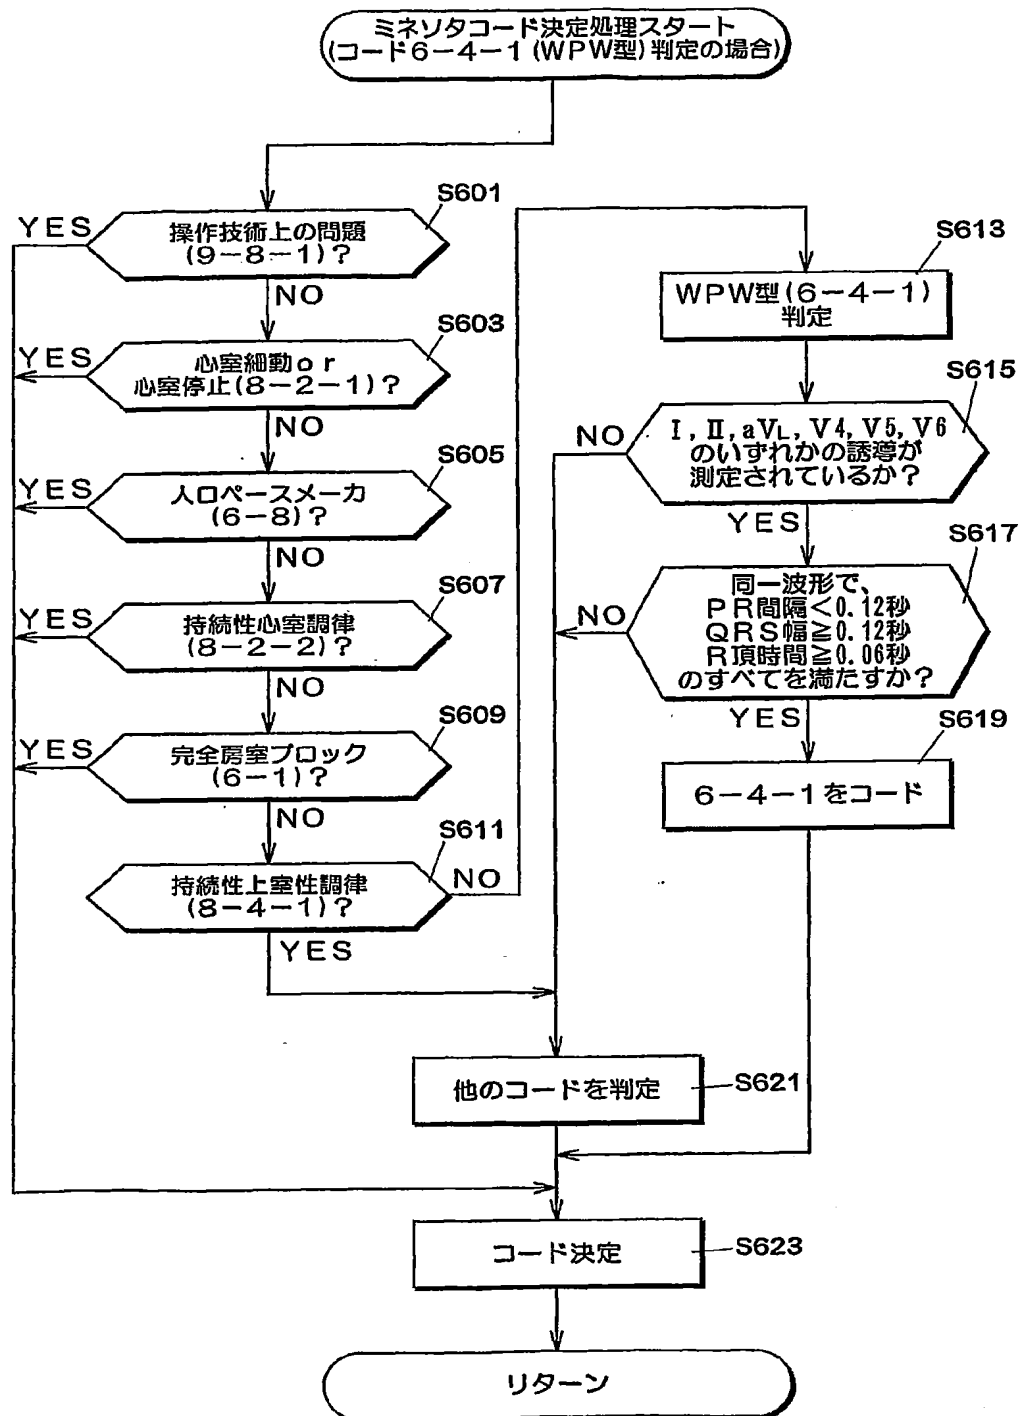 ミネソタコード決定処理スタート
(コード6-4-1(WPW型)判定の場合)
S601
YES
操作技術上の問題
(9-8-1)?
NO
S603
YES
心室細動or
心室停止(8-2-1)?
NO
S605
YES
人口ペースメーカ
(6-8)?
NO
S607
YES
持続性心室調律
(8-2-2)?
NO
S609
YES
完全房室ブロック
(6-1)?
NO
S611
持続性上室性調律
(8-4-1)?
NO
YES
S613
WPW型(6-4-1)
判定
S615
NO
I,II,aVL,V4,V5,V6
のいずれかの誘導が
測定されているか?
YES
S617
NO
同一波形で、
PR間隔<0.12秒
QRS幅≧0.12秒
R頂時間≧0.06秒
のすべてを満たすか?
YES
S619
6-4-1をコード
他のコードを判定
S621
コード決定
S623
リターン